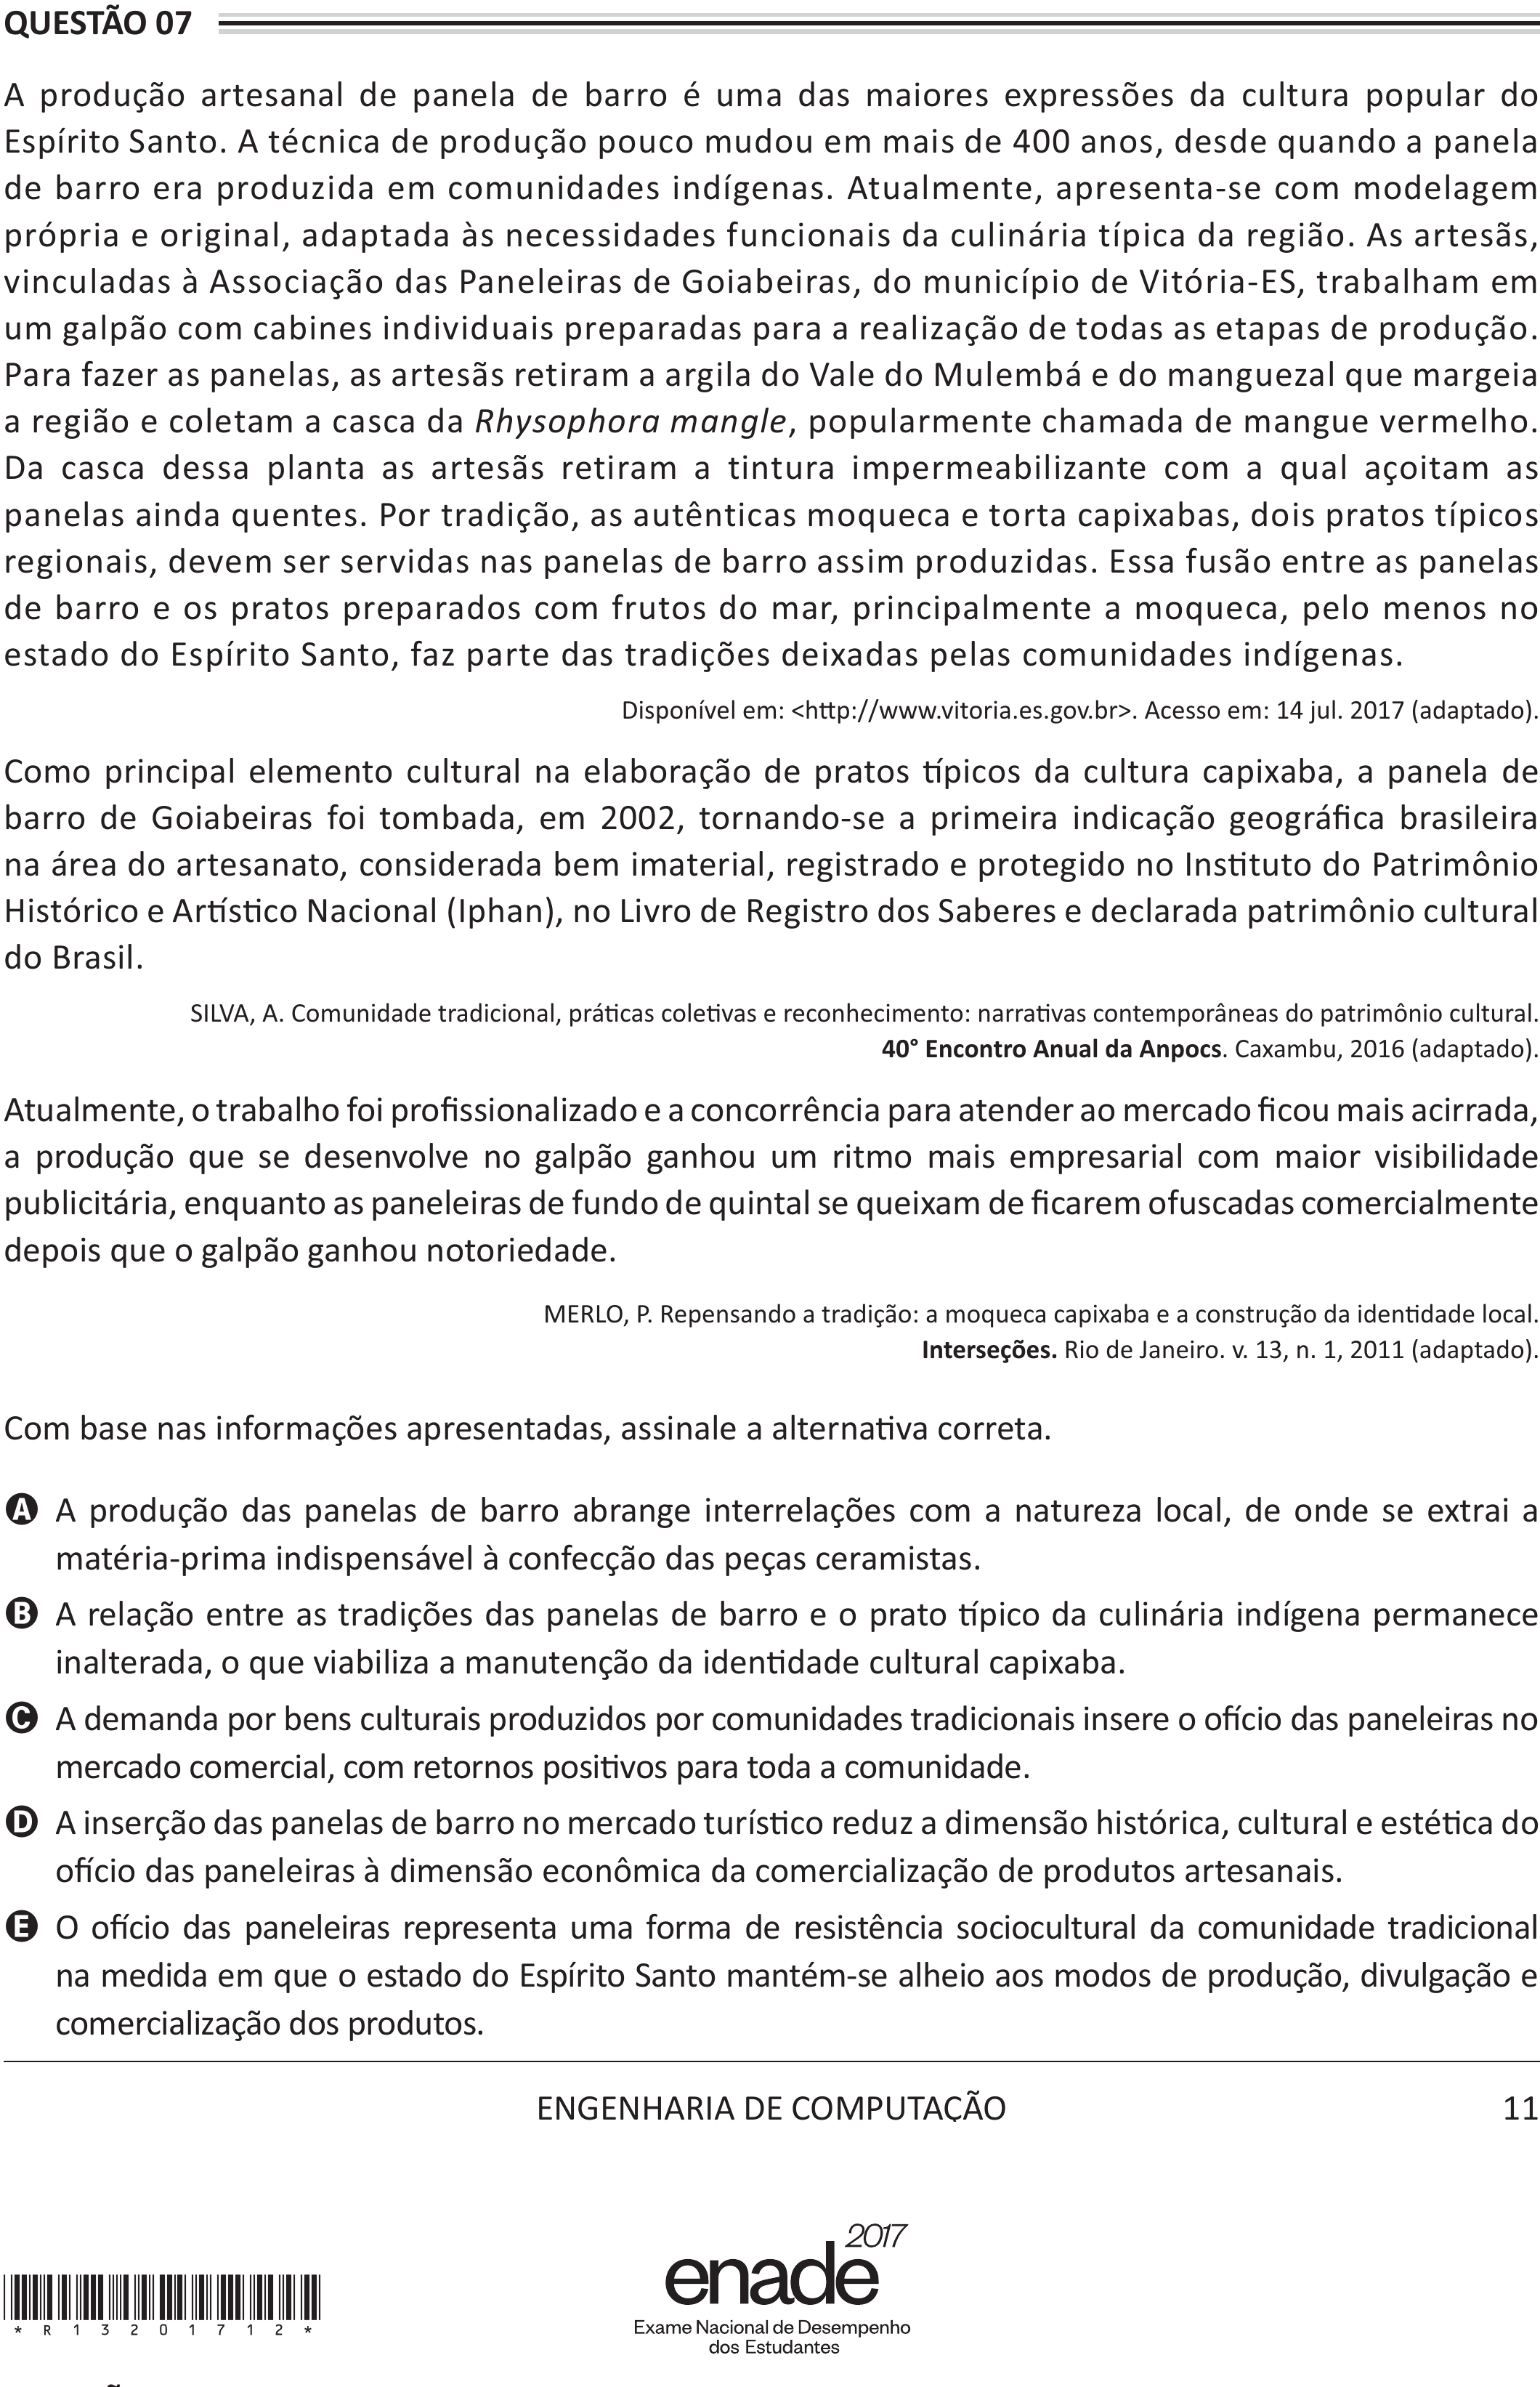 QUESTÃO 07
A produção artesanal de panela de barro é uma das maiores expressões da cultura popular do
Espírito Santo. A técnica de produção pouco mudou em mais de 400 anos, desde quando a panela
de barro era produzida em comunidades indígenas. Atualmente, apresenta-se com modelagem
própria e original, adaptada às necessidades funcionais da culinária típica da região. As artesãs,
vinculadas à Associação das Paneleiras de Goiabeiras, do município de Vitória-ES, trabalham em
um galpão com cabines individuais preparadas para a realização de todas as etapas de produção.
Para fazer as panelas, as artesãs retiram a argila do Vale do Mulembá e do manguezal que margeia
a região e coletam a casca da Rhysophora mangle, popularmente chamada de mangue vermelho.
Da casca dessa planta as artesãs retiram a tintura impermeabilizante com a qual açoitam as
panelas ainda quentes. Por tradição, as autênticas moqueca e torta capixabas, dois pratos típicos
regionais, devem ser servidas nas panelas de barro assim produzidas. Essa fusão entre as panelas
de barro e os pratos preparados com frutos do mar, principalmente a moqueca, pelo menos no
estado do Espírito Santo, faz parte das tradições deixadas pelas comunidades indígenas.
Disponível em: <http://www.vitoria.es.gov.br>. Acesso em: 14 jul. 2017 (adaptado).
Como principal elemento cultural na elaboração de pratos típicos da cultura capixaba, a panela de
barro de Goiabeiras foi tombada, em 2002, tornando-se a primeira indicação geográfica brasileira
na área do artesanato, considerada bem imaterial, registrado e protegido no Instituto do Patrimônio
Histórico e Artístico Nacional (Iphan), no Livro de Registro dos Saberes e declarada patrimônio cultural
do Brasil.
SILVA, A. Comunidade tradicional, práticas coletivas e reconhecimento: narrativas contemporâneas do patrimônio cultural.
40° Encontro Anual da Anpocs. Caxambu, 2016 (adaptado).
Atualmente, o trabalho foi profissionalizado e a concorrência para atender ao mercado ficou mais acirrada,
a produção que se desenvolve no galpão ganhou um ritmo mais empresarial com maior visibilidade
publicitária, enquanto as paneleiras de fundo de quintal se queixam de ficarem ofuscadas comercialmente
depois que o galpão ganhou notoriedade.
MERLO, P. Repensando a tradição: a moqueca capixaba e a construção da identidade local.
Interseções. Rio de Janeiro. v. 13, n. 1, 2011 (adaptado).
Com base nas informações apresentadas, assinale a alternativa correta.
A A produção das panelas de barro abrange interrelações com a natureza local, de onde se extrai a
matéria-prima indispensável à confecção das peças ceramistas.
B A relação entre as tradições das panelas de barro e o prato típico da culinária indígena permanece
inalterada, o que viabiliza a manutenção da identidade cultural capixaba.
C A demanda por bens culturais produzidos por comunidades tradicionais insere o ofício das paneleiras no
mercado comercial, com retornos positivos para toda a comunidade.
D A inserção das panelas de barro no mercado turístico reduz a dimensão histórica, cultural e estética do
ofício das paneleiras à dimensão econômica da comercialização de produtos artesanais.
E O ofício das paneleiras representa uma forma de resistência sociocultural da comunidade tradicional
na medida em que o estado do Espírito Santo mantém-se alheio aos modos de produção, divulgação e
comercialização dos produtos.
ENGENHARIA DE COMPUTAÇÃO 11
2017
enade
Exame Nacional de Desempenho
dos Estudantes
* R 1 3 2 0 1 7 1 2 *